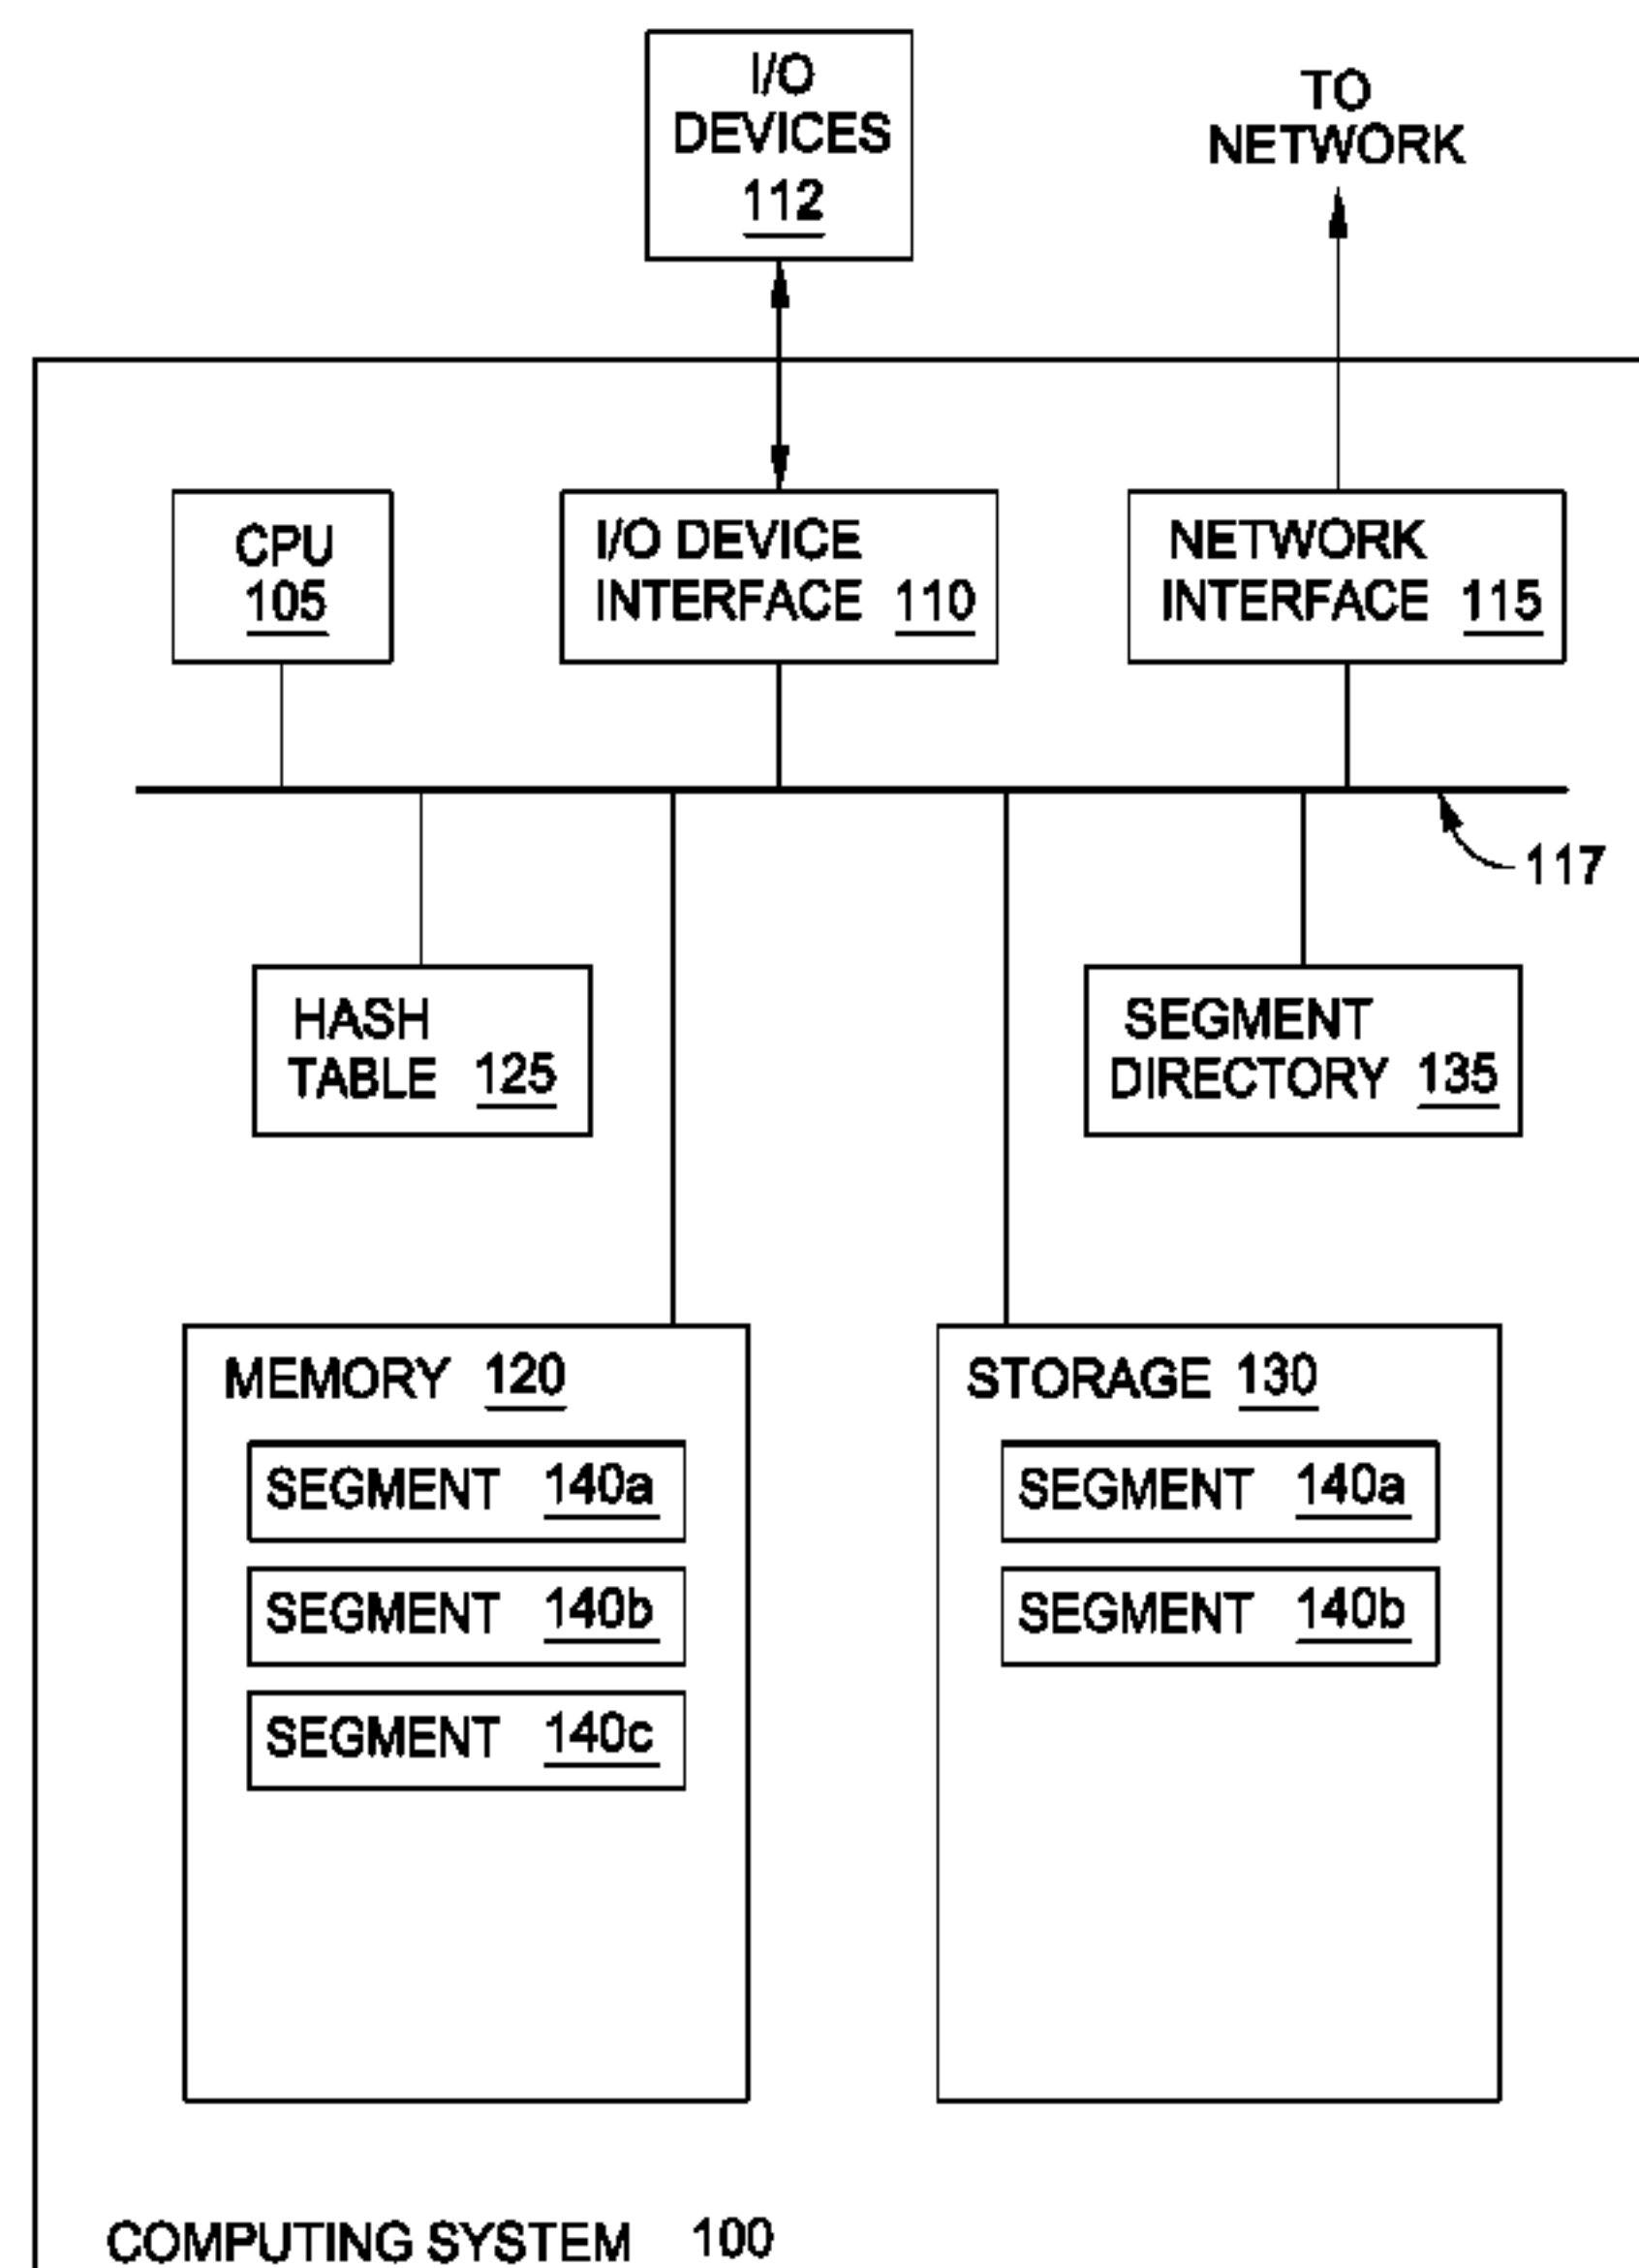 I/O
DEVICES
112
TO
NETWORK
CPU
105
I/O DEVICE
INTERFACE 110
NETWORK
INTERFACE 115
117
HASH
TABLE 125
SEGMENT
DIRECTORY 135
MEMORY 120
SEGMENT 140a
SEGMENT 140b
SEGMENT 140c
STORAGE 130
SEGMENT 140a
SEGMENT 140b
COMPUTING SYSTEM 100